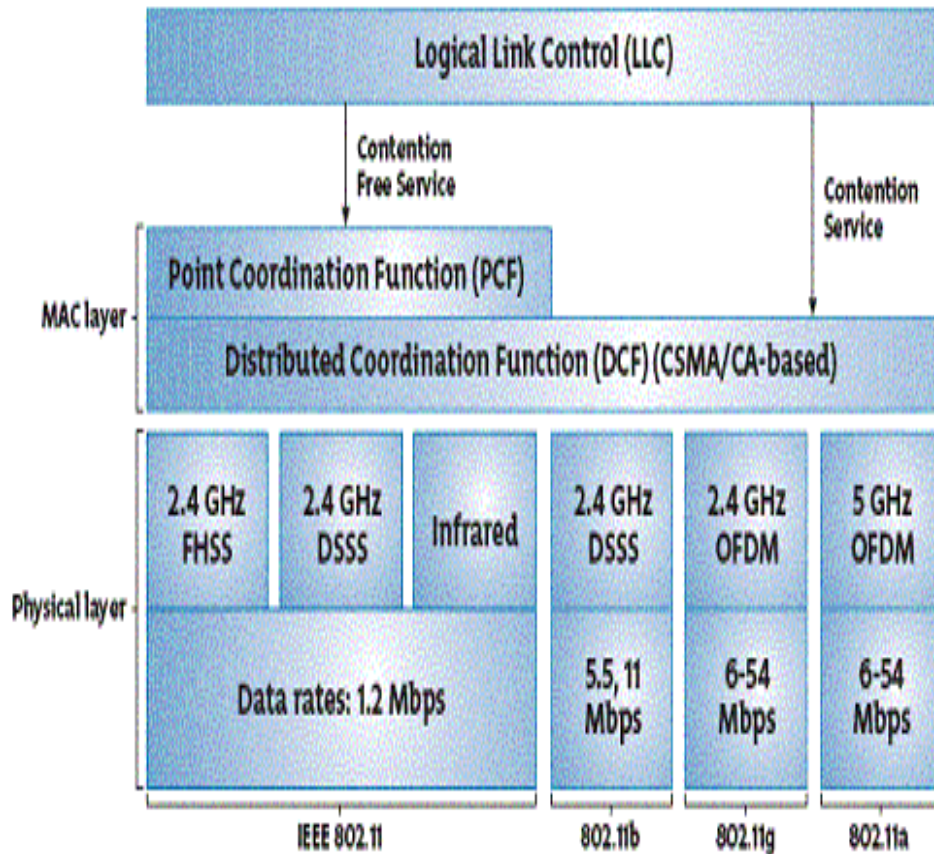 Logical Link Control (LLC)
Contention
Free Service
Contention
Service
Point Coordination Function (PCF)
MAC layer
Distributed Coordination Function (DCF) (CSMA/CA-based)
2.4 GHz
FHSS
2.4 GHz
DSSS
Infrared
2.4 GHz
DSSS
2.4 GHz
OFDM
5 GHz
OFDM
Physical layer
Data rates: 1.2 Mbps
5.5, 11
Mbps
6-54
Mbps
6-54
Mbps
IEEE 802.11
802.11b
802.11g
802.11a